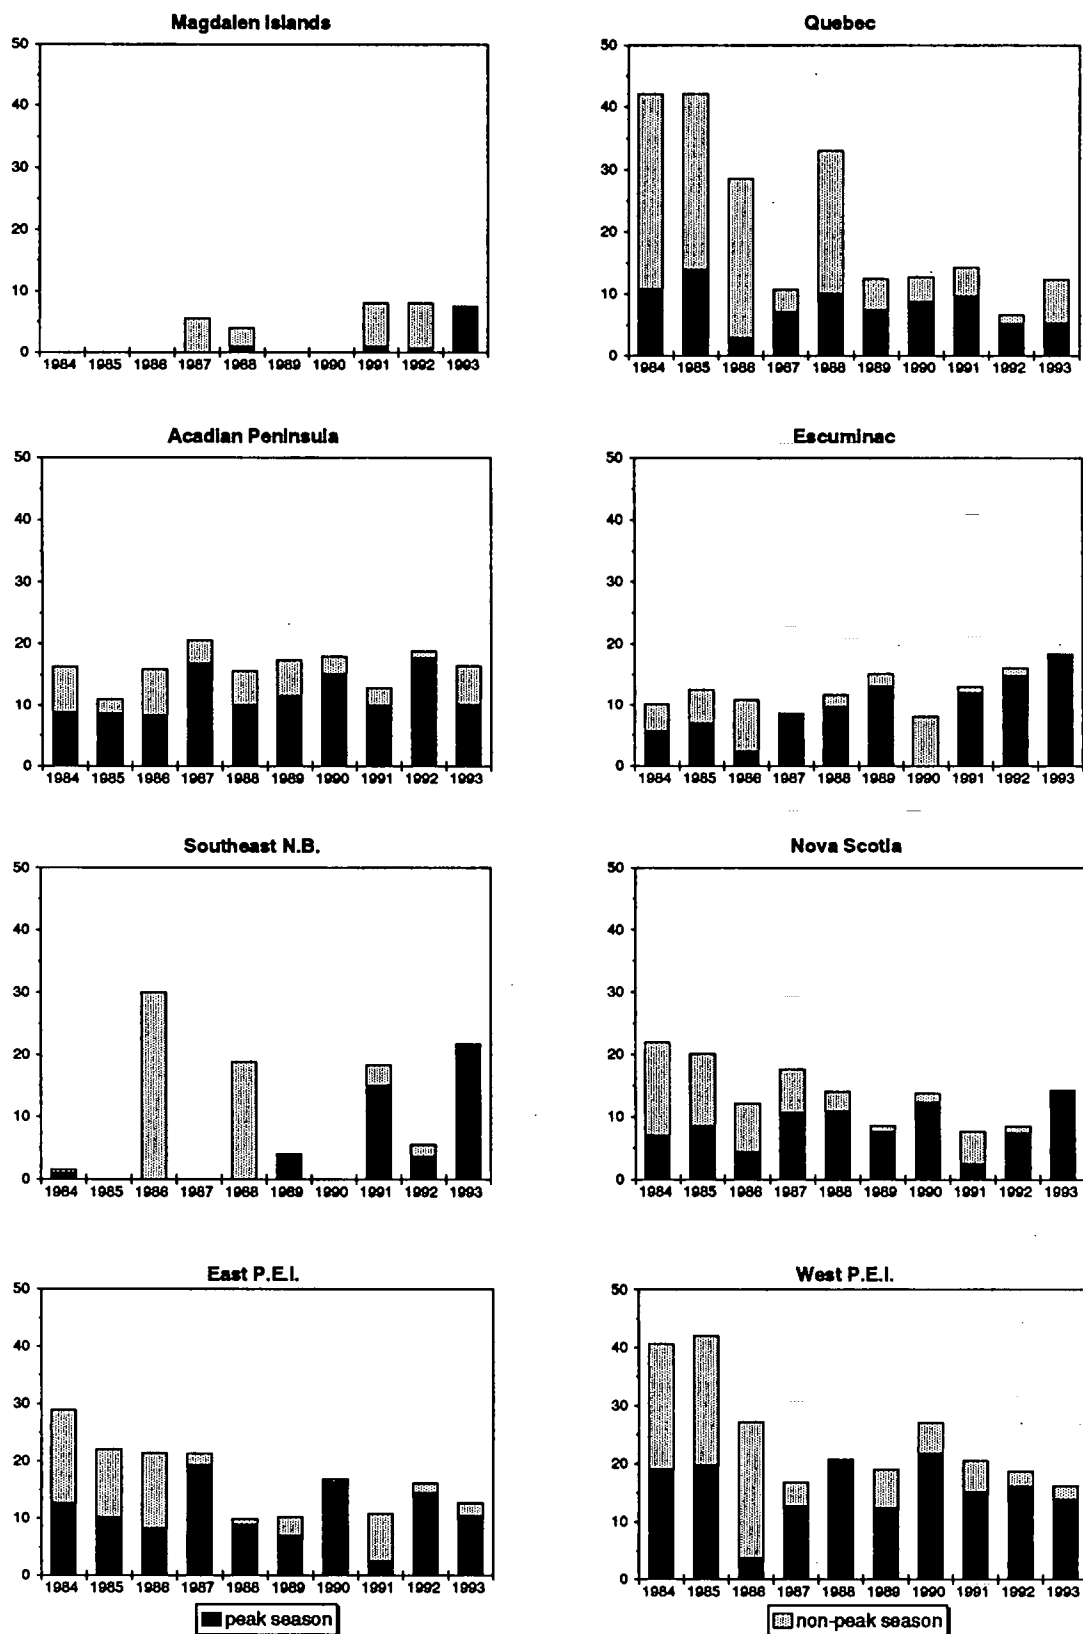 Magdalen Islands
50
40
30
20
10
0
1984 1985 1986 1987 1988 1989 1990 1991 1992 1993
Quebec
50
40
30
20
10
0
1984 1985 1986 1987 1988 1989 1990 1991 1992 1993
Acadian Peninsula
50
40
30
20
10
0
1984 1985 1986 1987 1988 1989 1990 1991 1992 1993
Escuminac
50
40
30
20
10
0
1984 1985 1986 1987 1988 1989 1990 1991 1992 1993
Southeast N.B.
50
40
30
20
10
0
1984 1985 1986 1987 1988 1989 1990 1991 1992 1993
Nova Scotia
50
40
30
20
10
0
1984 1985 1986 1987 1988 1989 1990 1991 1992 1993
East P.E.I.
50
40
30
20
10
0
1984 1985 1986 1987 1988 1989 1990 1991 1992 1993
peak season
West P.E.I.
50
40
30
20
10
0
1984 1985 1986 1987 1988 1989 1990 1991 1992 1993
non-peak season